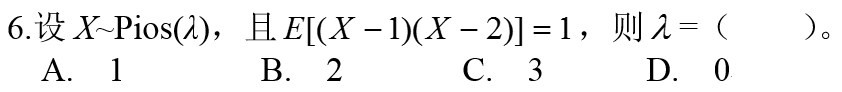 6.设 X~Pios(λ)，且 E[(X－1)(X－2)]=1，则 λ=（　　）。
A. 1　　B. 2　　C. 3　　D. 0